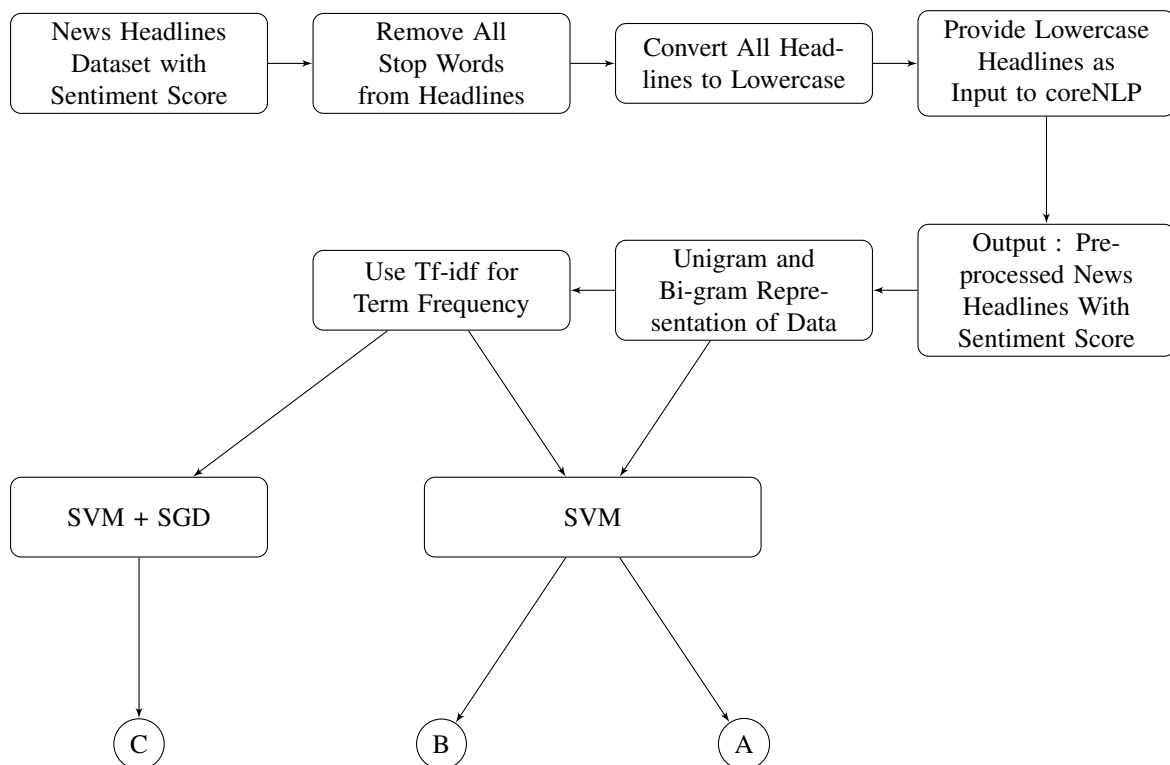 News Headlines
Dataset with
Sentiment Score
Remove All
Stop Words
from Headlines
Convert All Head-
lines to Lowercase
Provide Lowercase
Headlines as
Input to coreNLP
Use Tf-idf for
Term Frequency
Unigram and
Bi-gram Repre-
sentation of Data
Output : Pre-
processed News
Headlines With
Sentiment Score
SVM + SGD
SVM
C
B
A